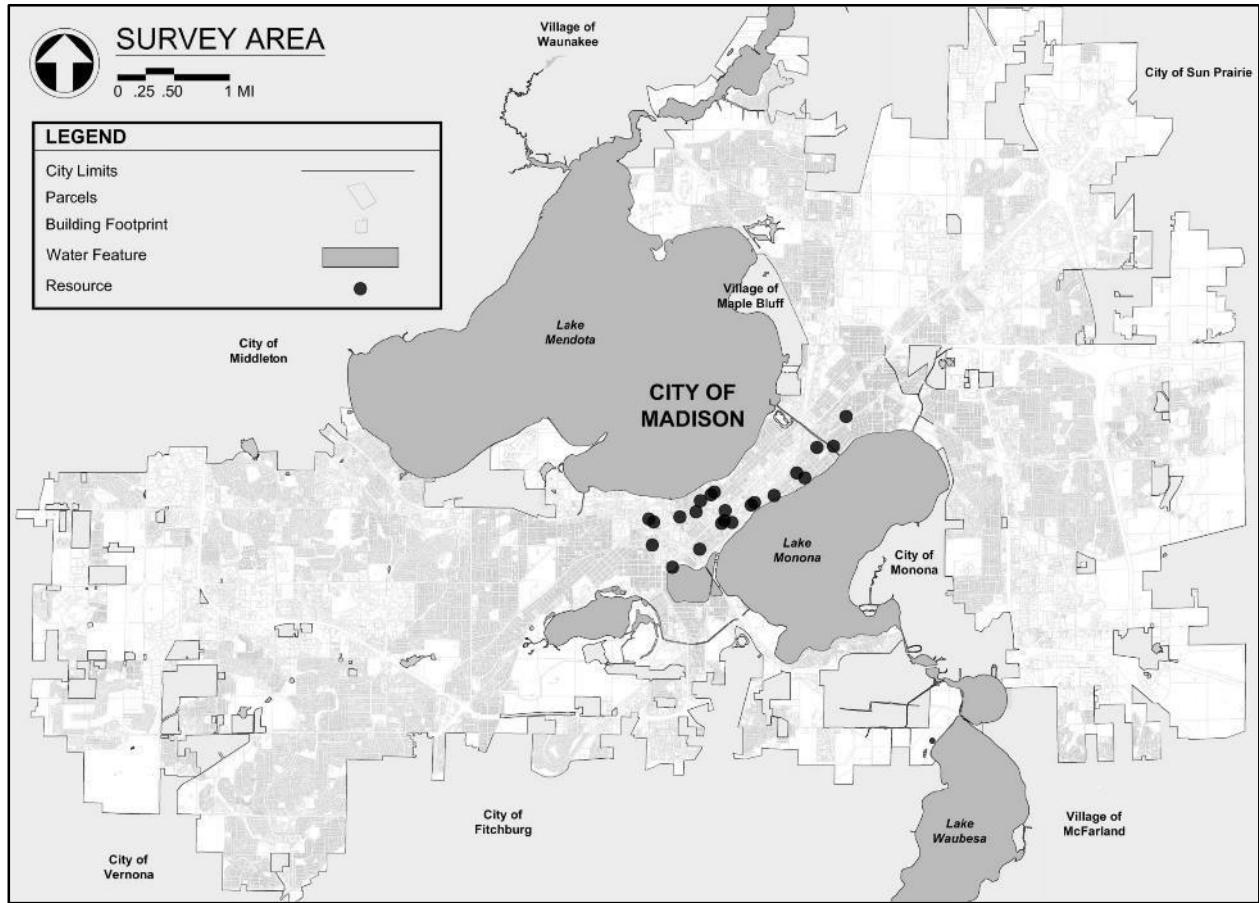 SURVEY AREA
0 .25 .50 1 MI
LEGEND
City Limits
Parcels
Building Footprint
Water Feature
Resource
Village of
Waunakee
City of Sun Prairie
Village of
Maple Bluff
Lake
Mendota
City of
Middleton
CITY OF
MADISON
Lake
Monona
City of
Monona
City of
Fitchburg
Lake
Waubesa
Village of
McFarland
City of
Vernona